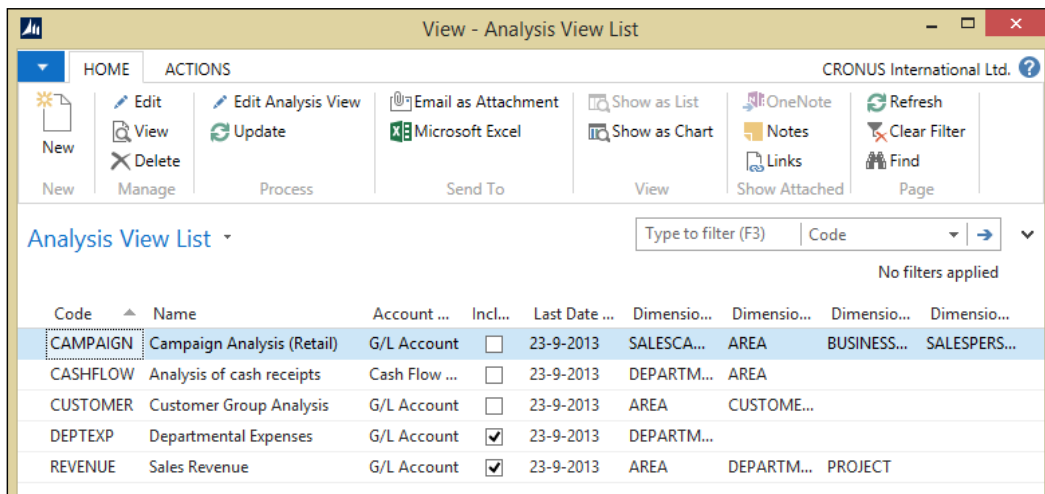 View - Analysis View List
HOME ACTIONS CRONUS International Ltd.
New
Edit
View
Delete
Edit Analysis View
Update
Email as Attachment
Microsoft Excel
Show as List
Show as Chart
OneNote
Notes
Links
Refresh
Clear Filter
Find
New Manage Process Send To View Show Attached Page
Analysis View List Type to filter (F3) Code
No filters applied
Code Name Account ... Incl... Last Date ... Dimensio... Dimensio... Dimensio... Dimensio...
CAMPAIGN Campaign Analysis (Retail) G/L Account 23-9-2013 SALESCA... AREA BUSINESS... SALESPERS...
CASHFLOW Analysis of cash receipts Cash Flow ... 23-9-2013 DEPARTM... AREA
CUSTOMER Customer Group Analysis G/L Account 23-9-2013 AREA CUSTOME...
DEPTEXP Departmental Expenses G/L Account 23-9-2013 DEPARTM...
REVENUE Sales Revenue G/L Account 23-9-2013 AREA DEPARTM... PROJECT